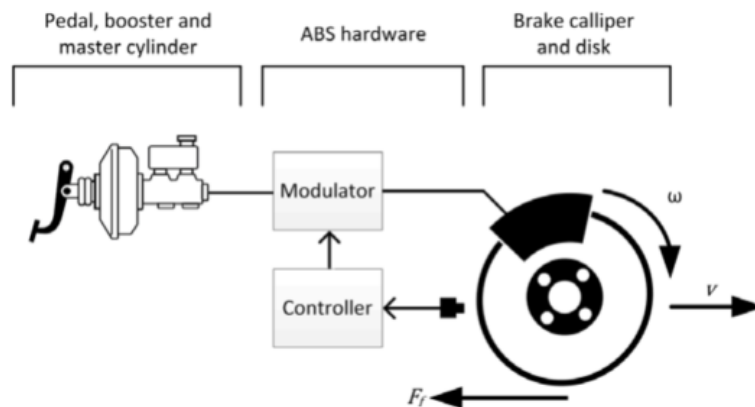 Pedal, booster and
master cylinder
ABS hardware
Brake calliper
and disk
Modulator
ω
Controller
V
F_f